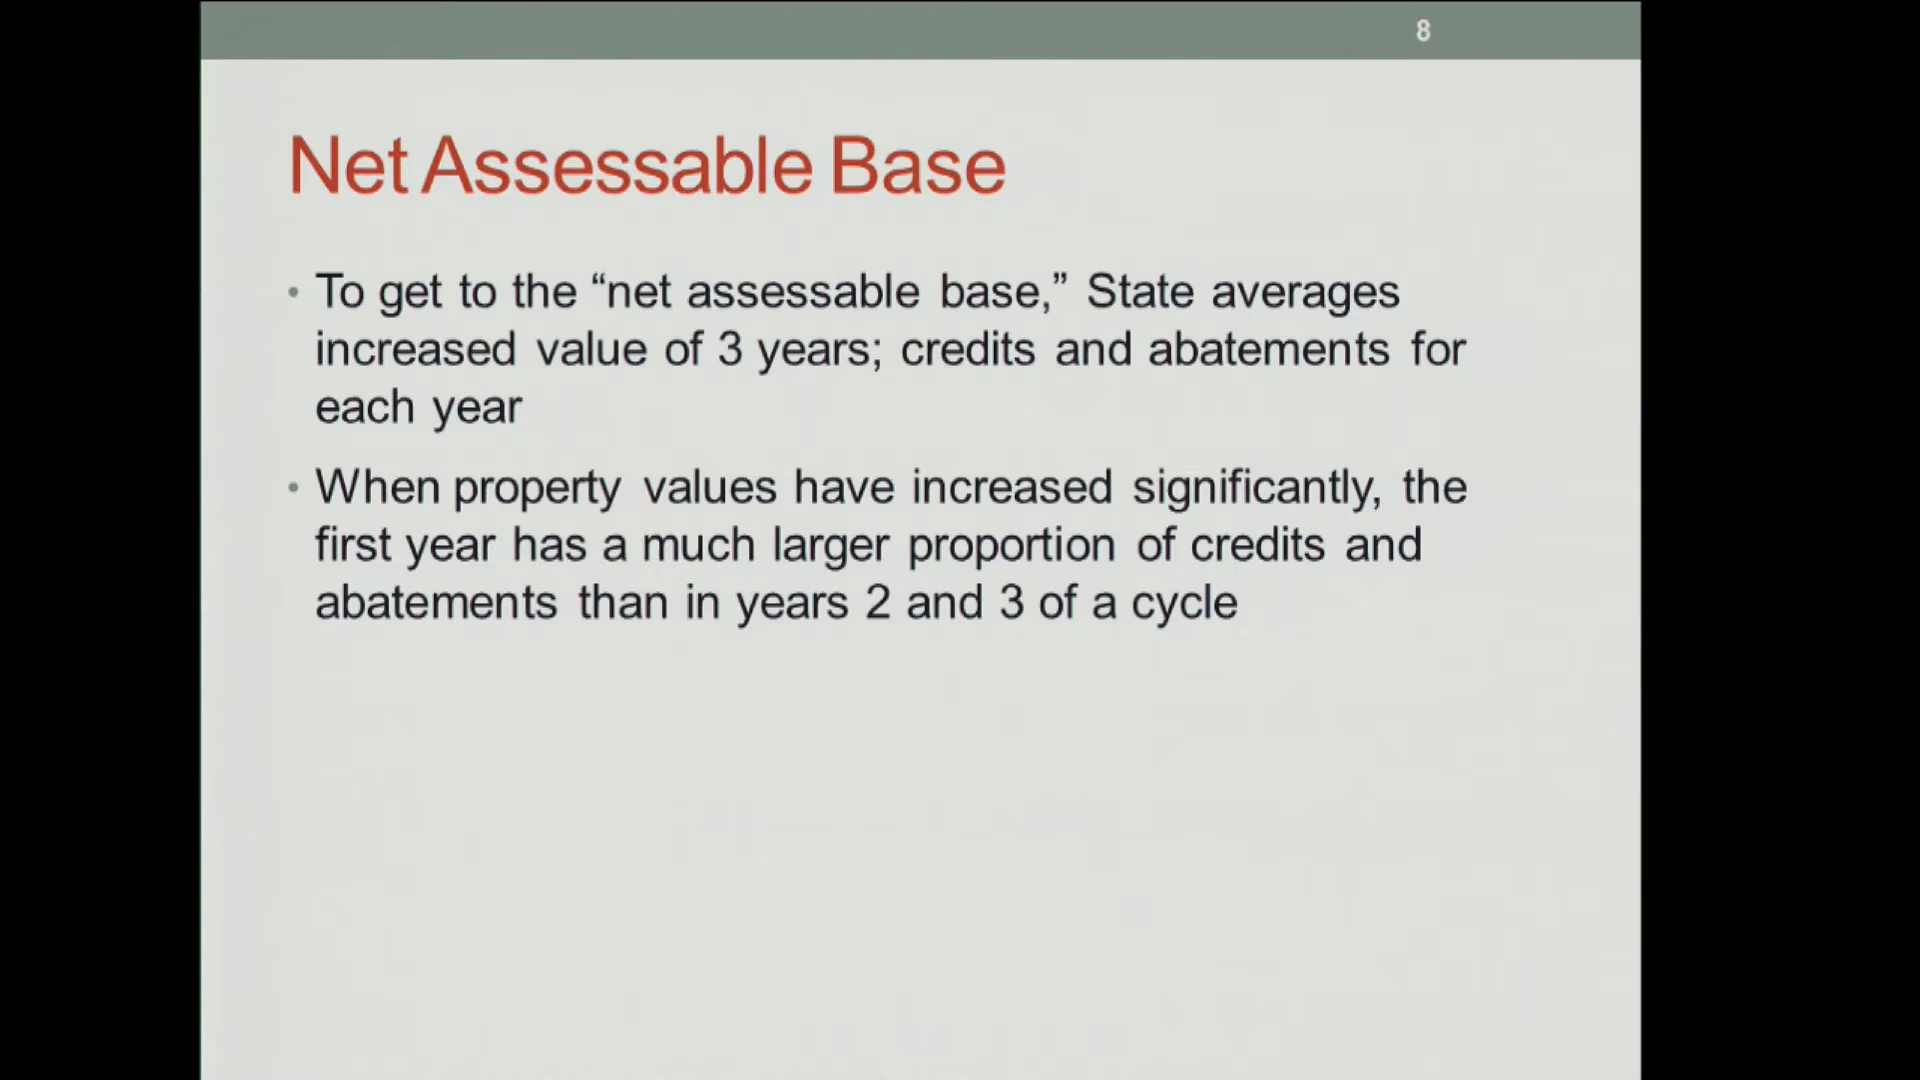 8
Net Assessable Base
• To get to the “net assessable base,” State averages
increased value of 3 years; credits and abatements for
each year
• When property values have increased significantly, the
first year has a much larger proportion of credits and
abatements than in years 2 and 3 of a cycle